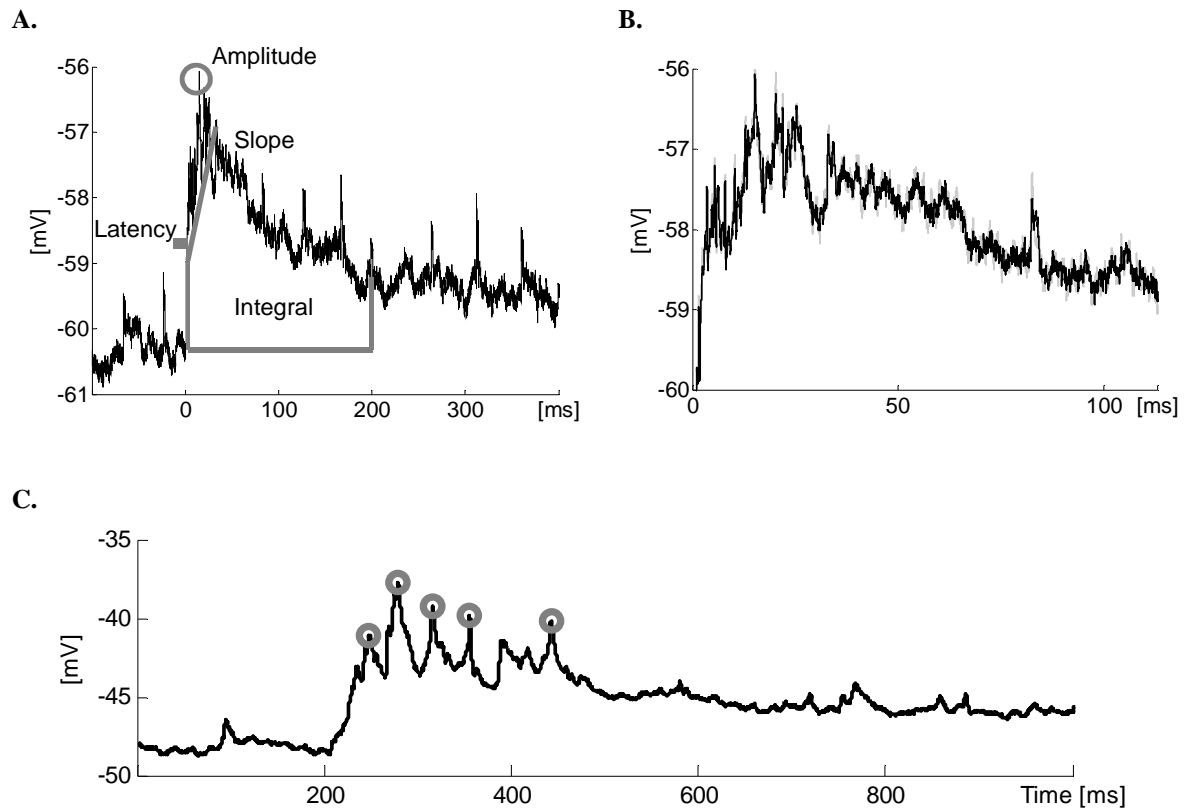 A.
B.
Amplitude
-56
-57
-58
-59
-60
-61
[mV]
Slope
Latency
Integral
0
100
200
300
[ms]
-56
-57
-58
-59
-60
[mV]
0
50
100
[ms]
C.
-35
-40
-45
-50
[mV]
200
400
600
800
Time [ms]